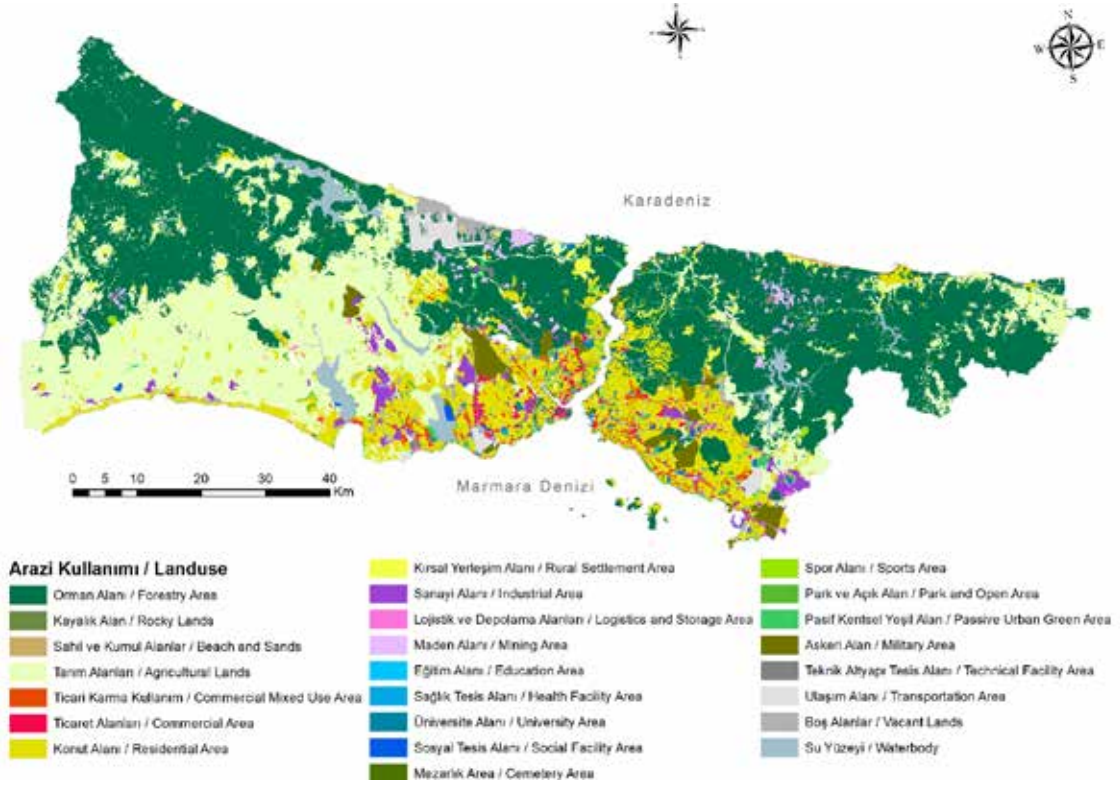 N
W E
S
Karadeniz
Marmara Denizi
0 5 10 20 30 40
Km
Arazi Kullanımı / Landuse
Orman Alanı / Forestry Area
Kayalık Alan / Rocky Lands
Sahil ve Kumul Alanlar / Beach and Sands
Tarım Alanları / Agricultural Lands
Ticari Karma Kullanım / Commercial Mixed Use Area
Ticaret Alanları / Commercial Area
Konut Alanı / Residential Area
Kırsal Yerleşim Alanı / Rural Settlement Area
Sanayi Alanı / Industrial Area
Lojistik ve Depolama Alanları / Logistics and Storage Area
Maden Alanı / Mining Area
Eğitim Alanı / Education Area
Sağlık Tesis Alanı / Health Facility Area
Üniversite Alanı / University Area
Sosyal Tesis Alanı / Social Facility Area
Mezarlık Area / Cemetery Area
Spor Alanı / Sports Area
Park ve Açık Alan / Park and Open Area
Pasif Kentsel Yeşil Alan / Passive Urban Green Area
Askeri Alan / Military Area
Teknik Altyapı Tesis Alanı / Technical Facility Area
Ulaşım Alanı / Transportation Area
Boş Alanlar / Vacant Lands
Su Yüzeyi / Waterbody